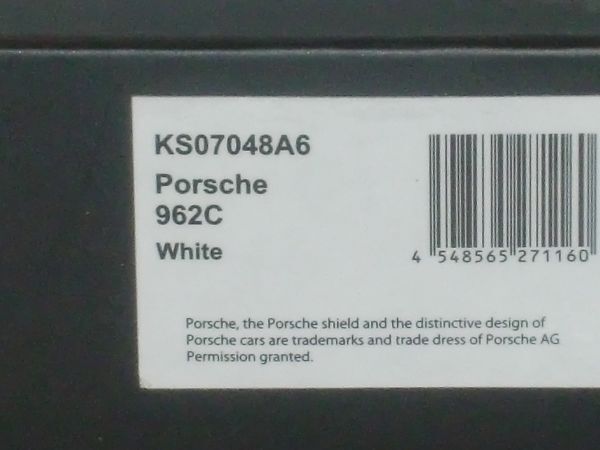 KS07048A6
Porsche
962C
White
4 548565 271160
Porsche, the Porsche shield and the distinctive design of
Porsche cars are trademarks and trade dress of Porsche AG
Permission granted.